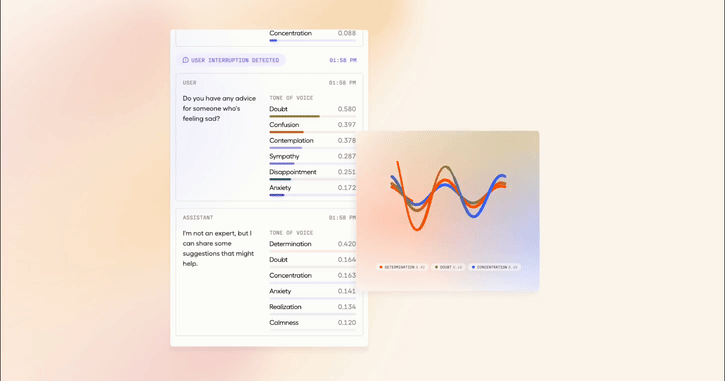 Concentration 0.088
USER INTERRUPTION DETECTED 01:58 PM
USER 01:58 PM
Do you have any advice
for someone who's
feeling sad?
TONE OF VOICE
Doubt 0.580
Confusion 0.397
Contemplation 0.378
Sympathy 0.287
Disappointment 0.251
Anxiety 0.172
ASSISTANT 01:58 PM
I'm not an expert, but I
can share some
suggestions that might
help.
TONE OF VOICE
Determination 0.420
Doubt 0.164
Concentration 0.163
Anxiety 0.141
Realization 0.134
Calmness 0.120
DETERMINATION DOUBT CONCENTRATION